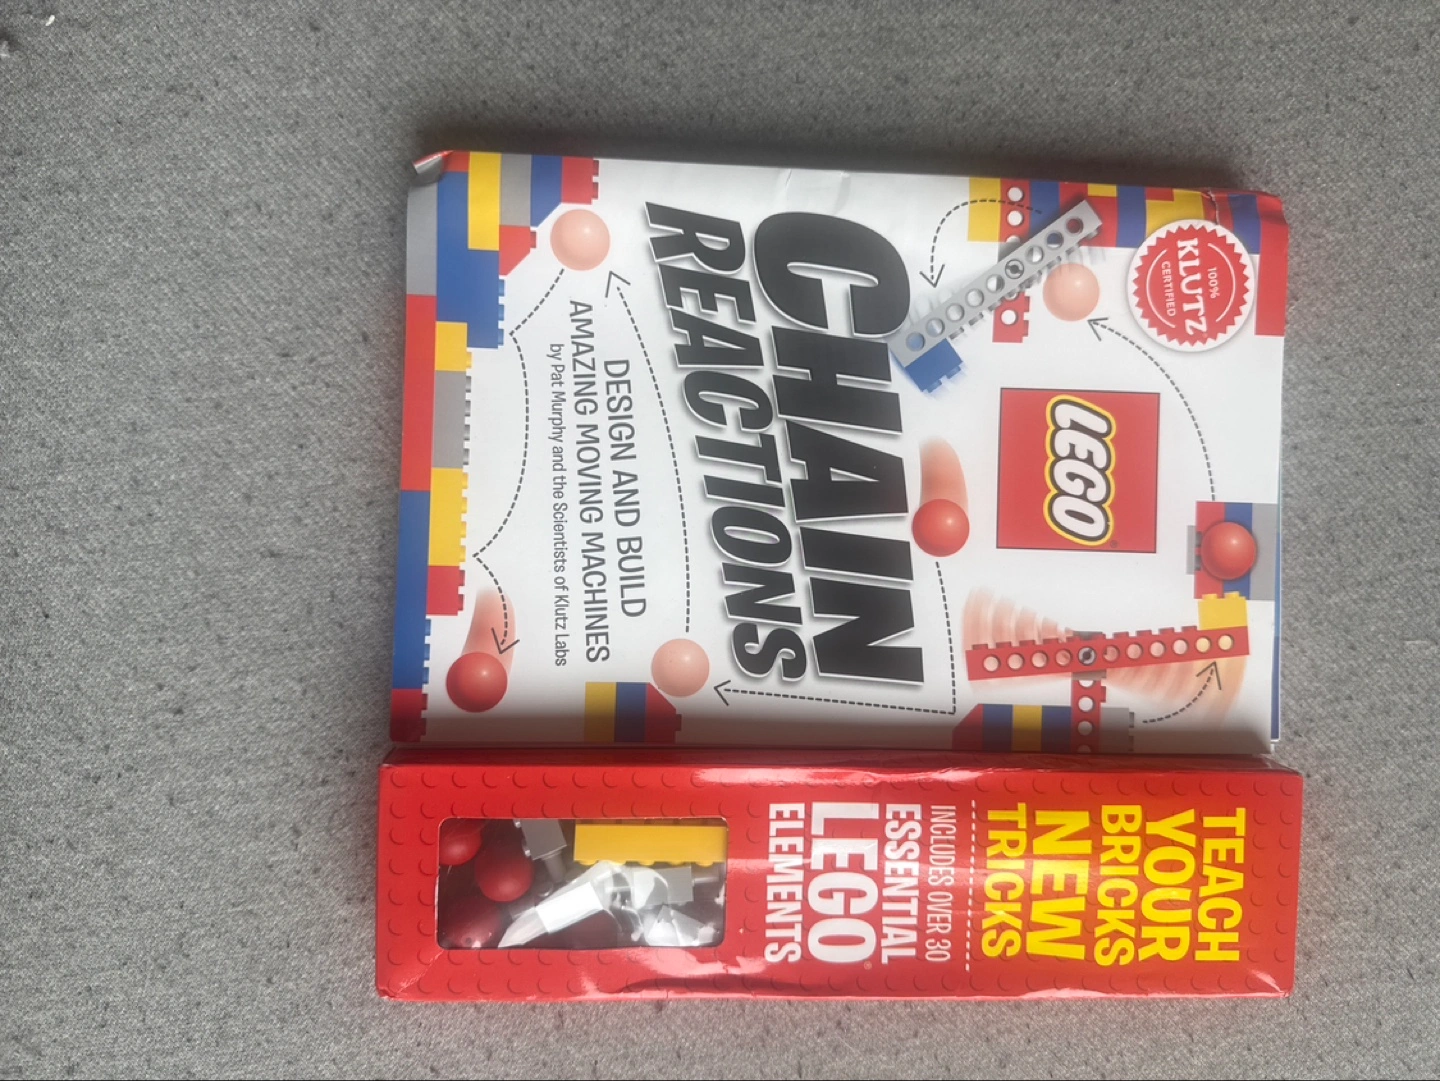 100%
KLUTZ
CERTIFIED
LEGO
CHAIN
REACTIONS
DESIGN AND BUILD
AMAZING MOVING MACHINES
by Pat Murphy and the Scientists of Klutz Labs
TEACH
YOUR
BRICKS
NEW
TRICKS
INCLUDES OVER 30
ESSENTIAL
LEGO®
ELEMENTS